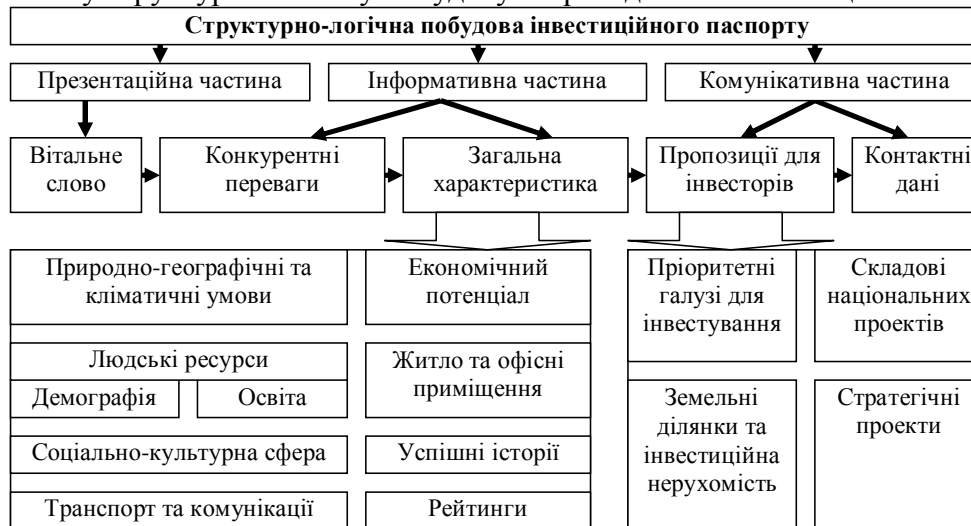 Структурно-логічна побудова інвестиційного паспорту
Презентаційна частина
Інформативна частина
Комунікативна частина
Вітальне
слово
Конкурентні
переваги
Загальна
характеристика
Пропозиції для
інвесторів
Контактні
дані
Природно-географічні та
кліматичні умови
Економічний
потенціал
Пріоритетні
галузі для
інвестування
Складові
національних
проектів
Людські ресурси
Демографія
Освіта
Житло та офісні
приміщення
Земельні
ділянки та
інвестиційна
нерухомість
Стратегічні
проекти
Соціально-культурна сфера
Успішні історії
Транспорт та комунікації
Рейтинги